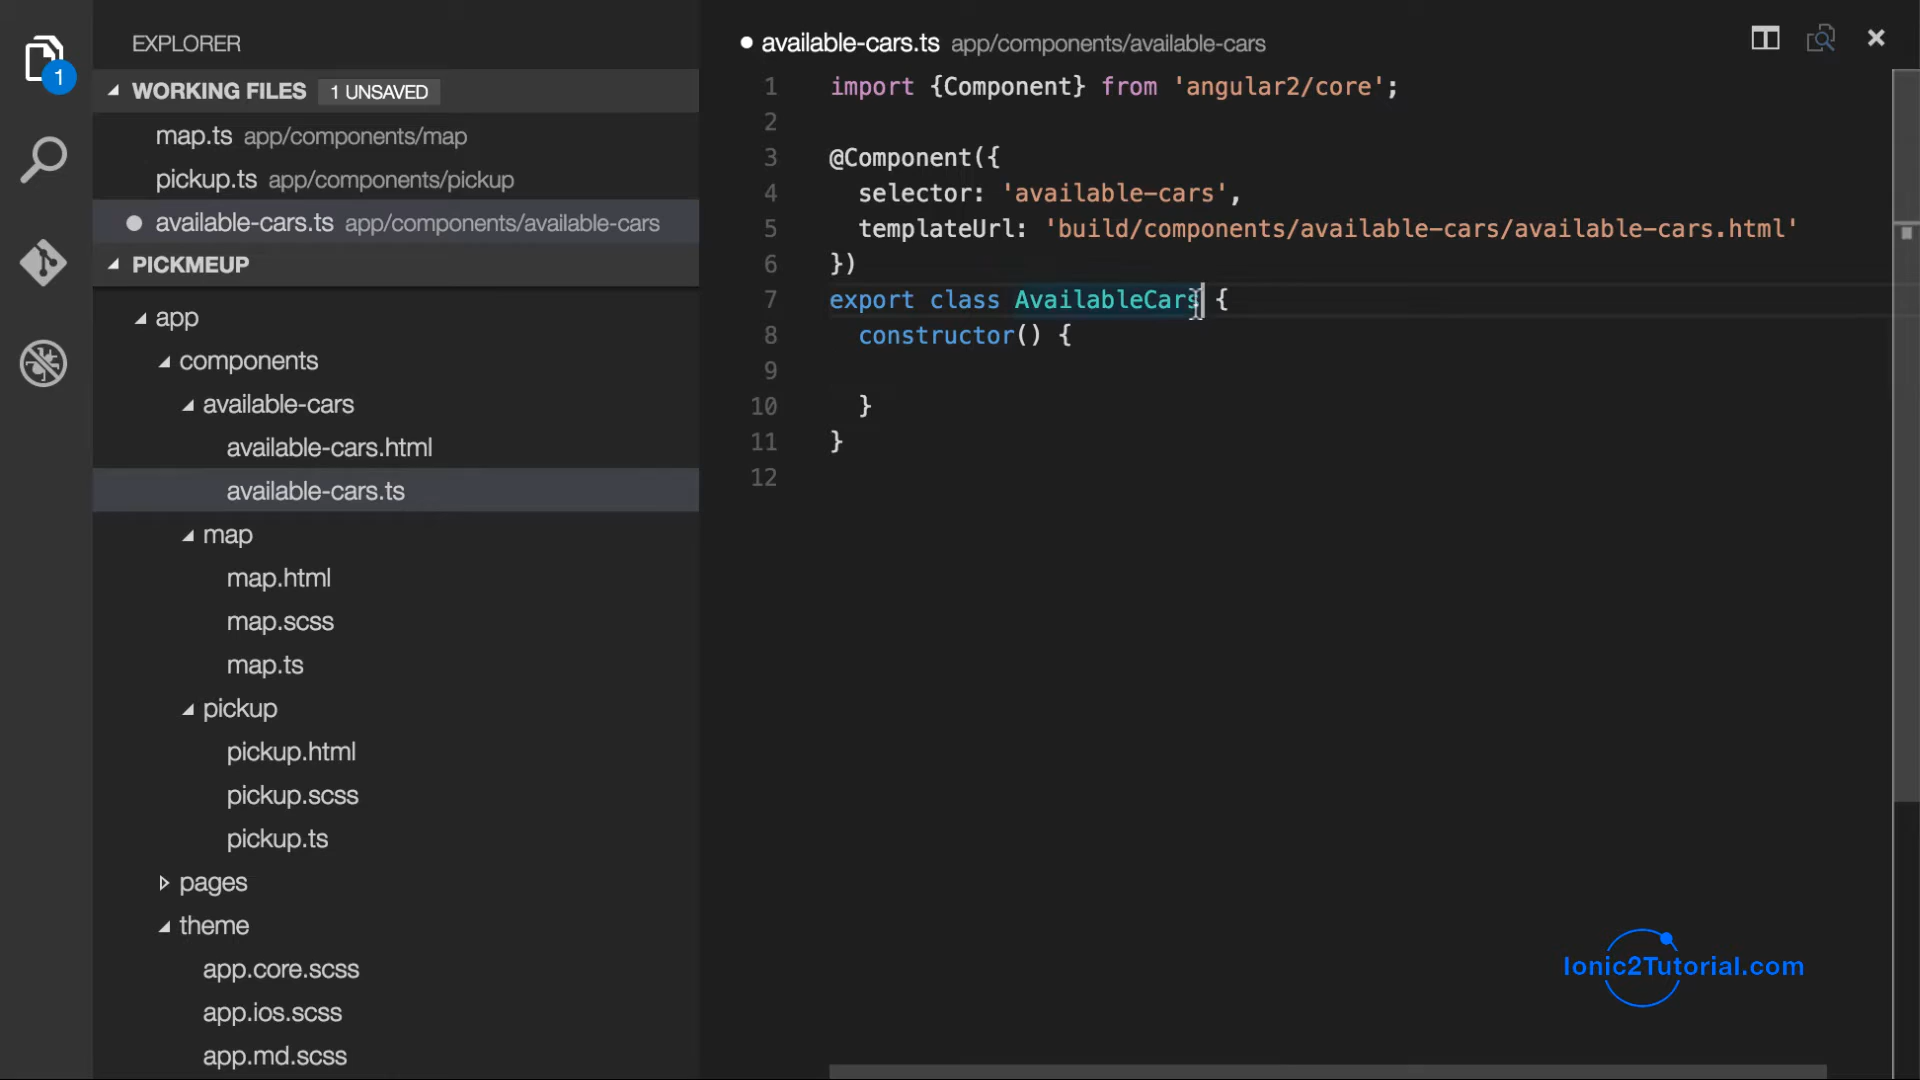 EXPLORER
WORKING FILES 1 UNSAVED
map.ts app/components/map
pickup.ts app/components/pickup
available-cars.ts app/components/available-cars
PICKMEUP
app
components
available-cars
available-cars.html
available-cars.ts
map
map.html
map.scss
map.ts
pickup
pickup.html
pickup.scss
pickup.ts
pages
theme
app.core.scss
app.ios.scss
app.md.scss
1
available-cars.ts app/components/available-cars
1 import {Component} from 'angular2/core';
2
3 @Component({
4 selector: 'available-cars',
5 templateUrl: 'build/components/available-cars/available-cars.html'
6 })
7 export class AvailableCars {
8 constructor() {
9
10 }
11 }
12
Ionic2Tutorial.com